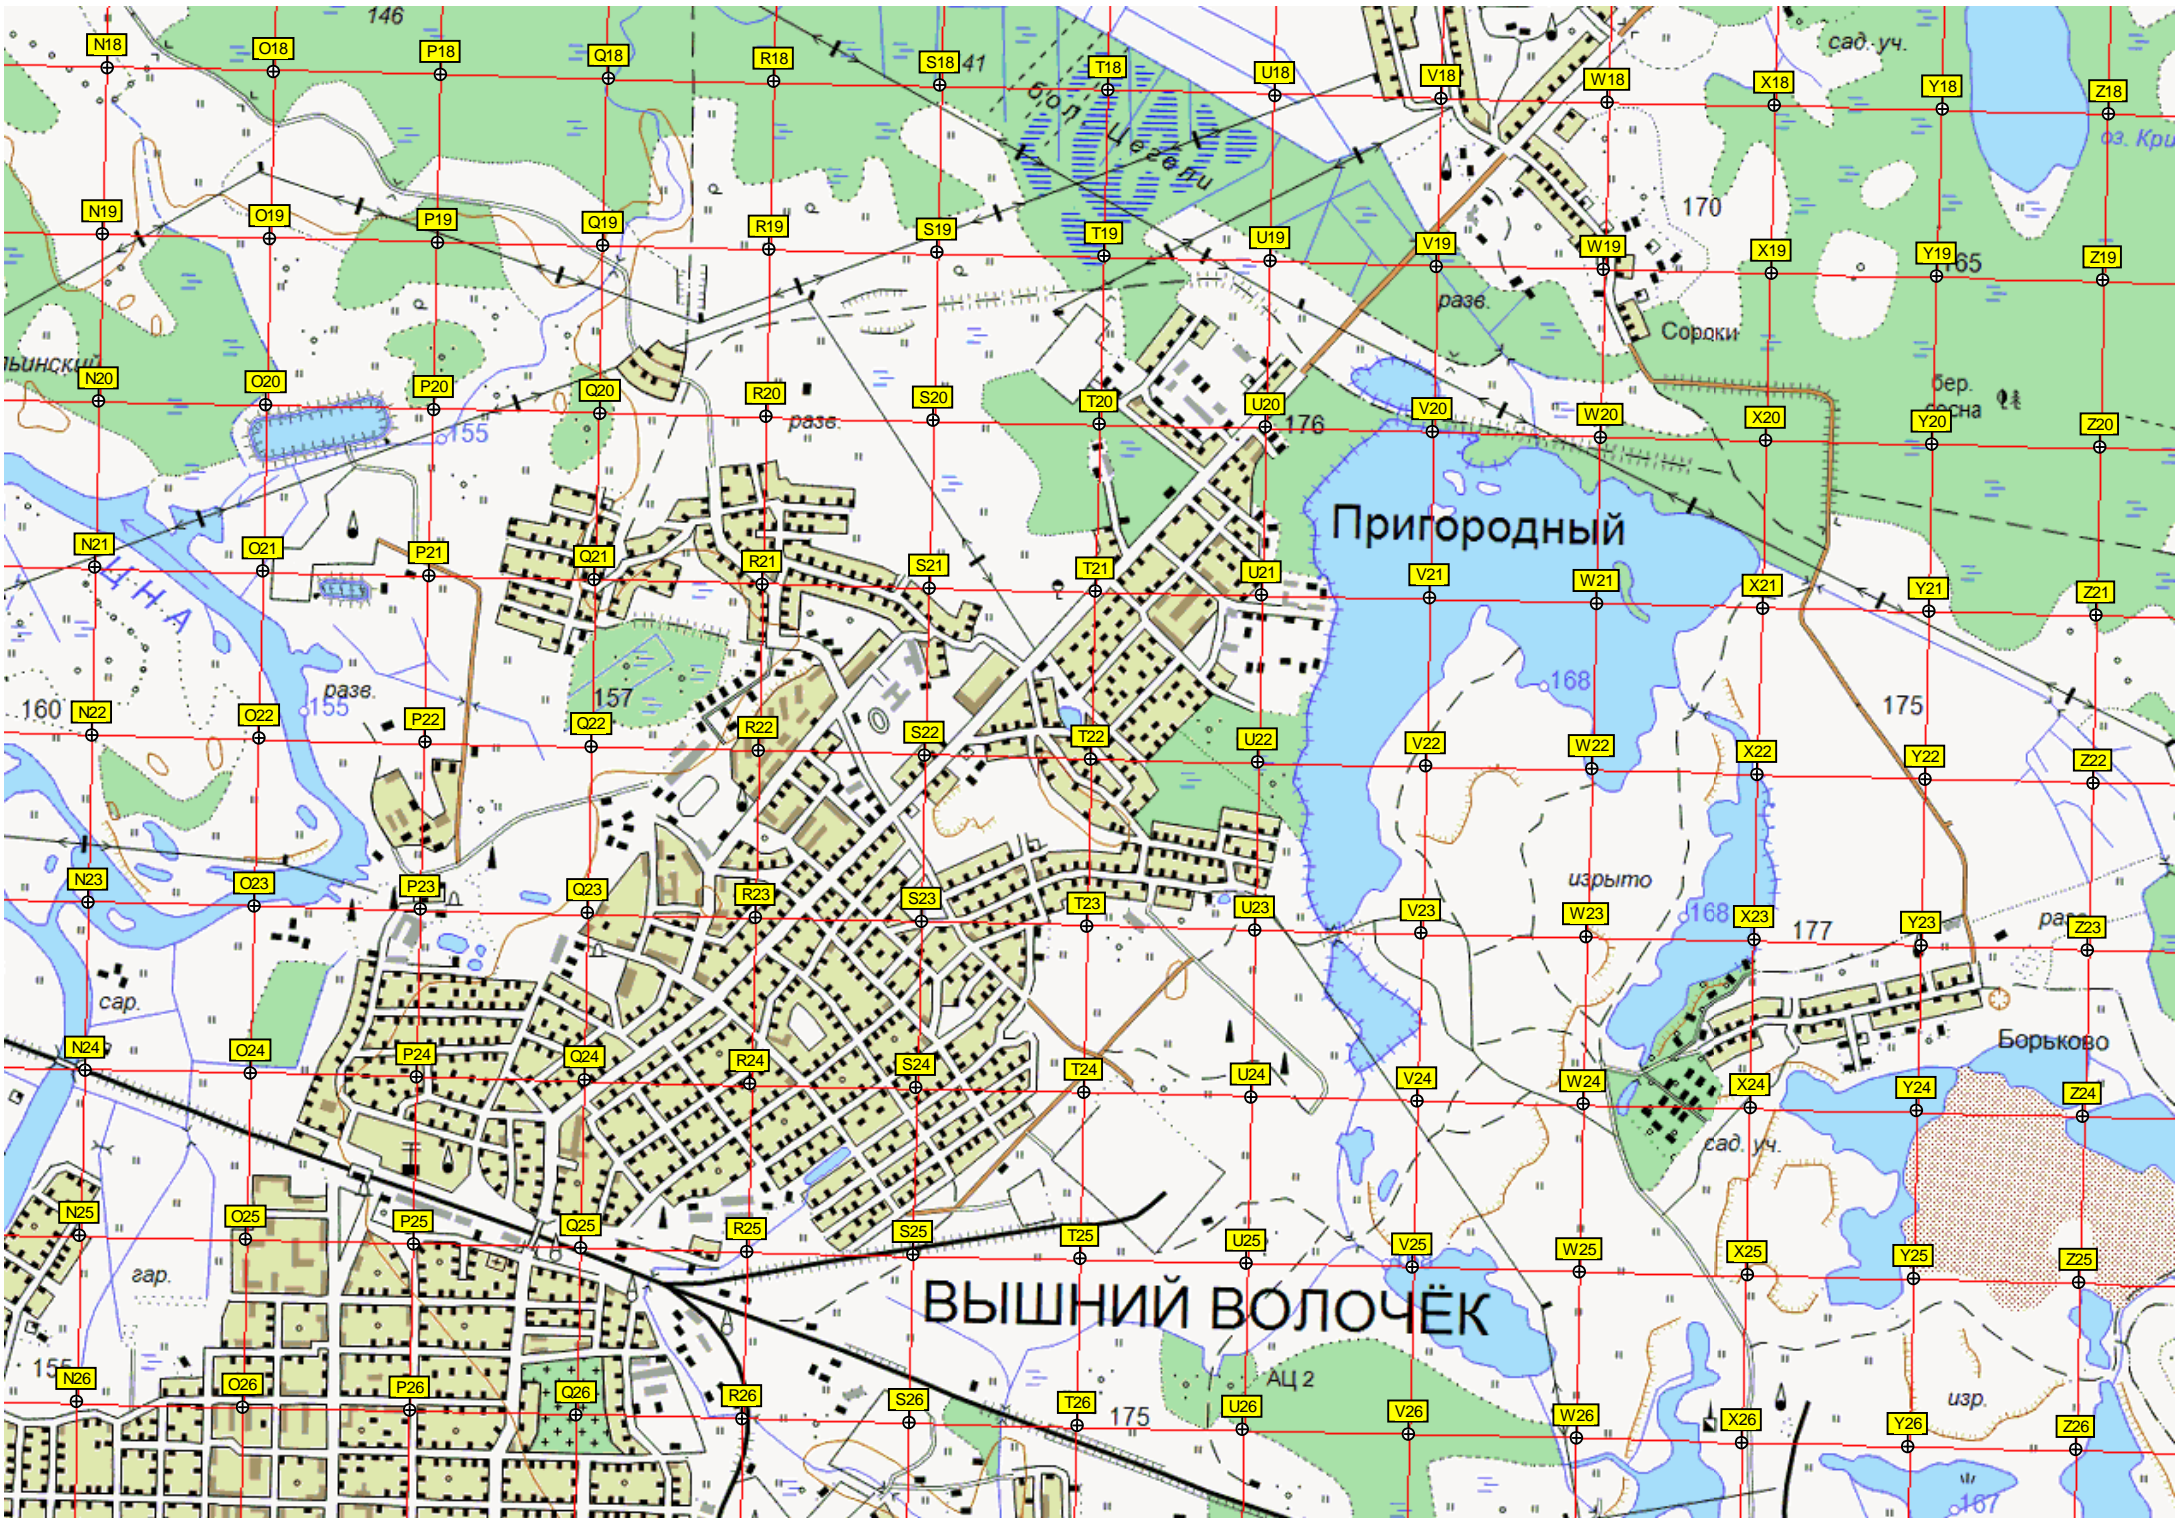 146
N18 O18 P18 Q18 R18 S18 41 T18 U18 V18 W18 X18 сад. уч. Y18 Z18
бол. Цегели
оз. Кри
170
N19 O19 P19 Q19 R19 S19 T19 U19 V19 W19 X19 Y19 65 Z19
разв.
Сороки
льинский
бер.
сосна
N20 O20 P20 Q20 R20 S20 T20 U20 V20 W20 X20 Y20 Z20
155
разв.
176
Пригородный
N21 O21 P21 Q21 R21 S21 T21 U21 V21 W21 X21 Y21 Z21
ЦНА
разв.
155
157
168
160
175
N22 O22 P22 Q22 R22 S22 T22 U22 V22 W22 X22 Y22 Z22
изрыто
N23 O23 P23 Q23 R23 S23 T23 U23 V23 W23 168 X23 177 Y23 Z23
сар.
Борьково
N24 O24 P24 Q24 R24 S24 T24 U24 V24 W24 X24 Y24 Z24
сад. уч.
N25 O25 P25 Q25 R25 S25 T25 U25 V25 W25 X25 Y25 Z25
гар.
ВЫШНИЙ ВОЛОЧЁК
155
АЦ 2
изр.
N26 O26 P26 Q26 R26 S26 T26 175 U26 V26 W26 X26 Y26 Z26
167